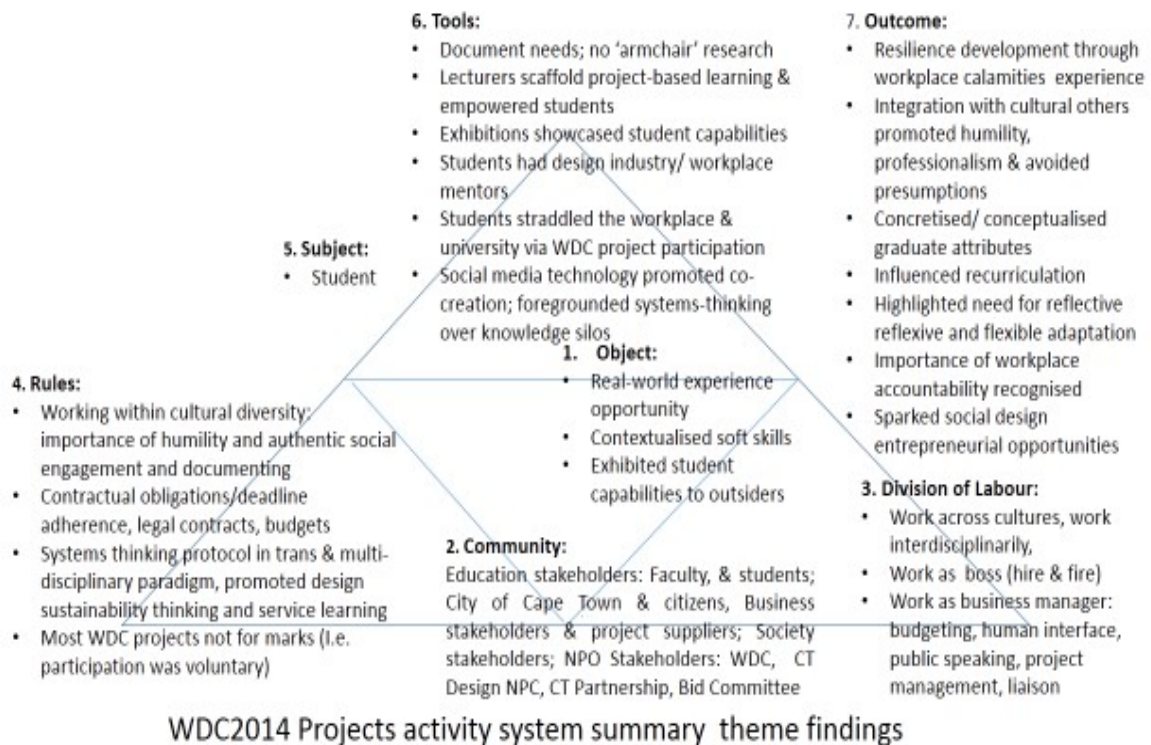 6. Tools:
• Document needs; no ‘armchair’ research
• Lecturers scaffold project-based learning &
empowered students
• Exhibitions showcased student capabilities
• Students had design industry/ workplace
mentors
• Students straddled the workplace &
university via WDC project participation
• Social media technology promoted co-
creation; foregrounded systems-thinking
over knowledge silos
7. Outcome:
• Resilience development through
workplace calamities experience
• Integration with cultural others
promoted humility,
professionalism & avoided
presumptions
• Concretised/ conceptualised
graduate attributes
• Influenced recurriculation
• Highlighted need for reflective
reflexive and flexible adaptation
• Importance of workplace
accountability recognised
• Sparked social design
entrepreneurial opportunities
5. Subject:
• Student
1. Object:
• Real-world experience
opportunity
• Contextualised soft skills
• Exhibited student
capabilities to outsiders
4. Rules:
• Working within cultural diversity:
importance of humility and authentic social
engagement and documenting
• Contractual obligations/deadline
adherence, legal contracts, budgets
• Systems thinking protocol in trans & multi-
disciplinary paradigm, promoted design
sustainability thinking and service learning
• Most WDC projects not for marks (I.e.
participation was voluntary)
2. Community:
Education stakeholders: Faculty, & students;
City of Cape Town & citizens, Business
stakeholders & project suppliers; Society
stakeholders; NPO Stakeholders: WDC, CT
Design NPC, CT Partnership, Bid Committee
3. Division of Labour:
• Work across cultures, work
interdisciplinarily,
• Work as boss (hire & fire)
• Work as business manager:
budgeting, human interface,
public speaking, project
management, liaison
WDC2014 Projects activity system summary theme findings